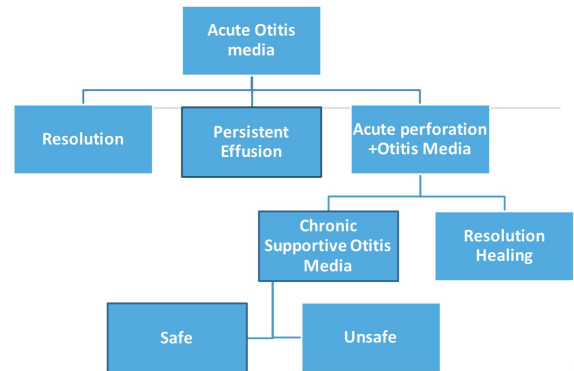 Acute Otitis
media
Resolution
Persistent
Effusion
Acute perforation
+Otitis Media
Chronic
Supportive Otitis
Media
Resolution
Healing
Safe
Unsafe